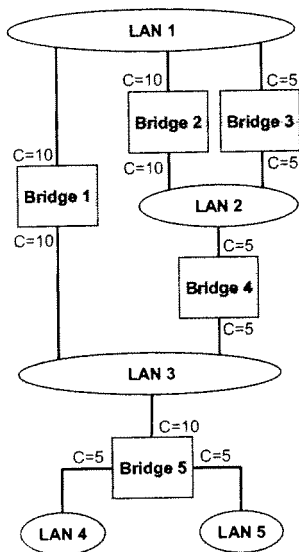 LAN 1
C=10
C=5
Bridge 2
Bridge 3
C=10
C=10
C=5
Bridge 1
LAN 2
C=10
C=5
Bridge 4
C=5
LAN 3
C=10
C=5
C=5
Bridge 5
LAN 4
LAN 5